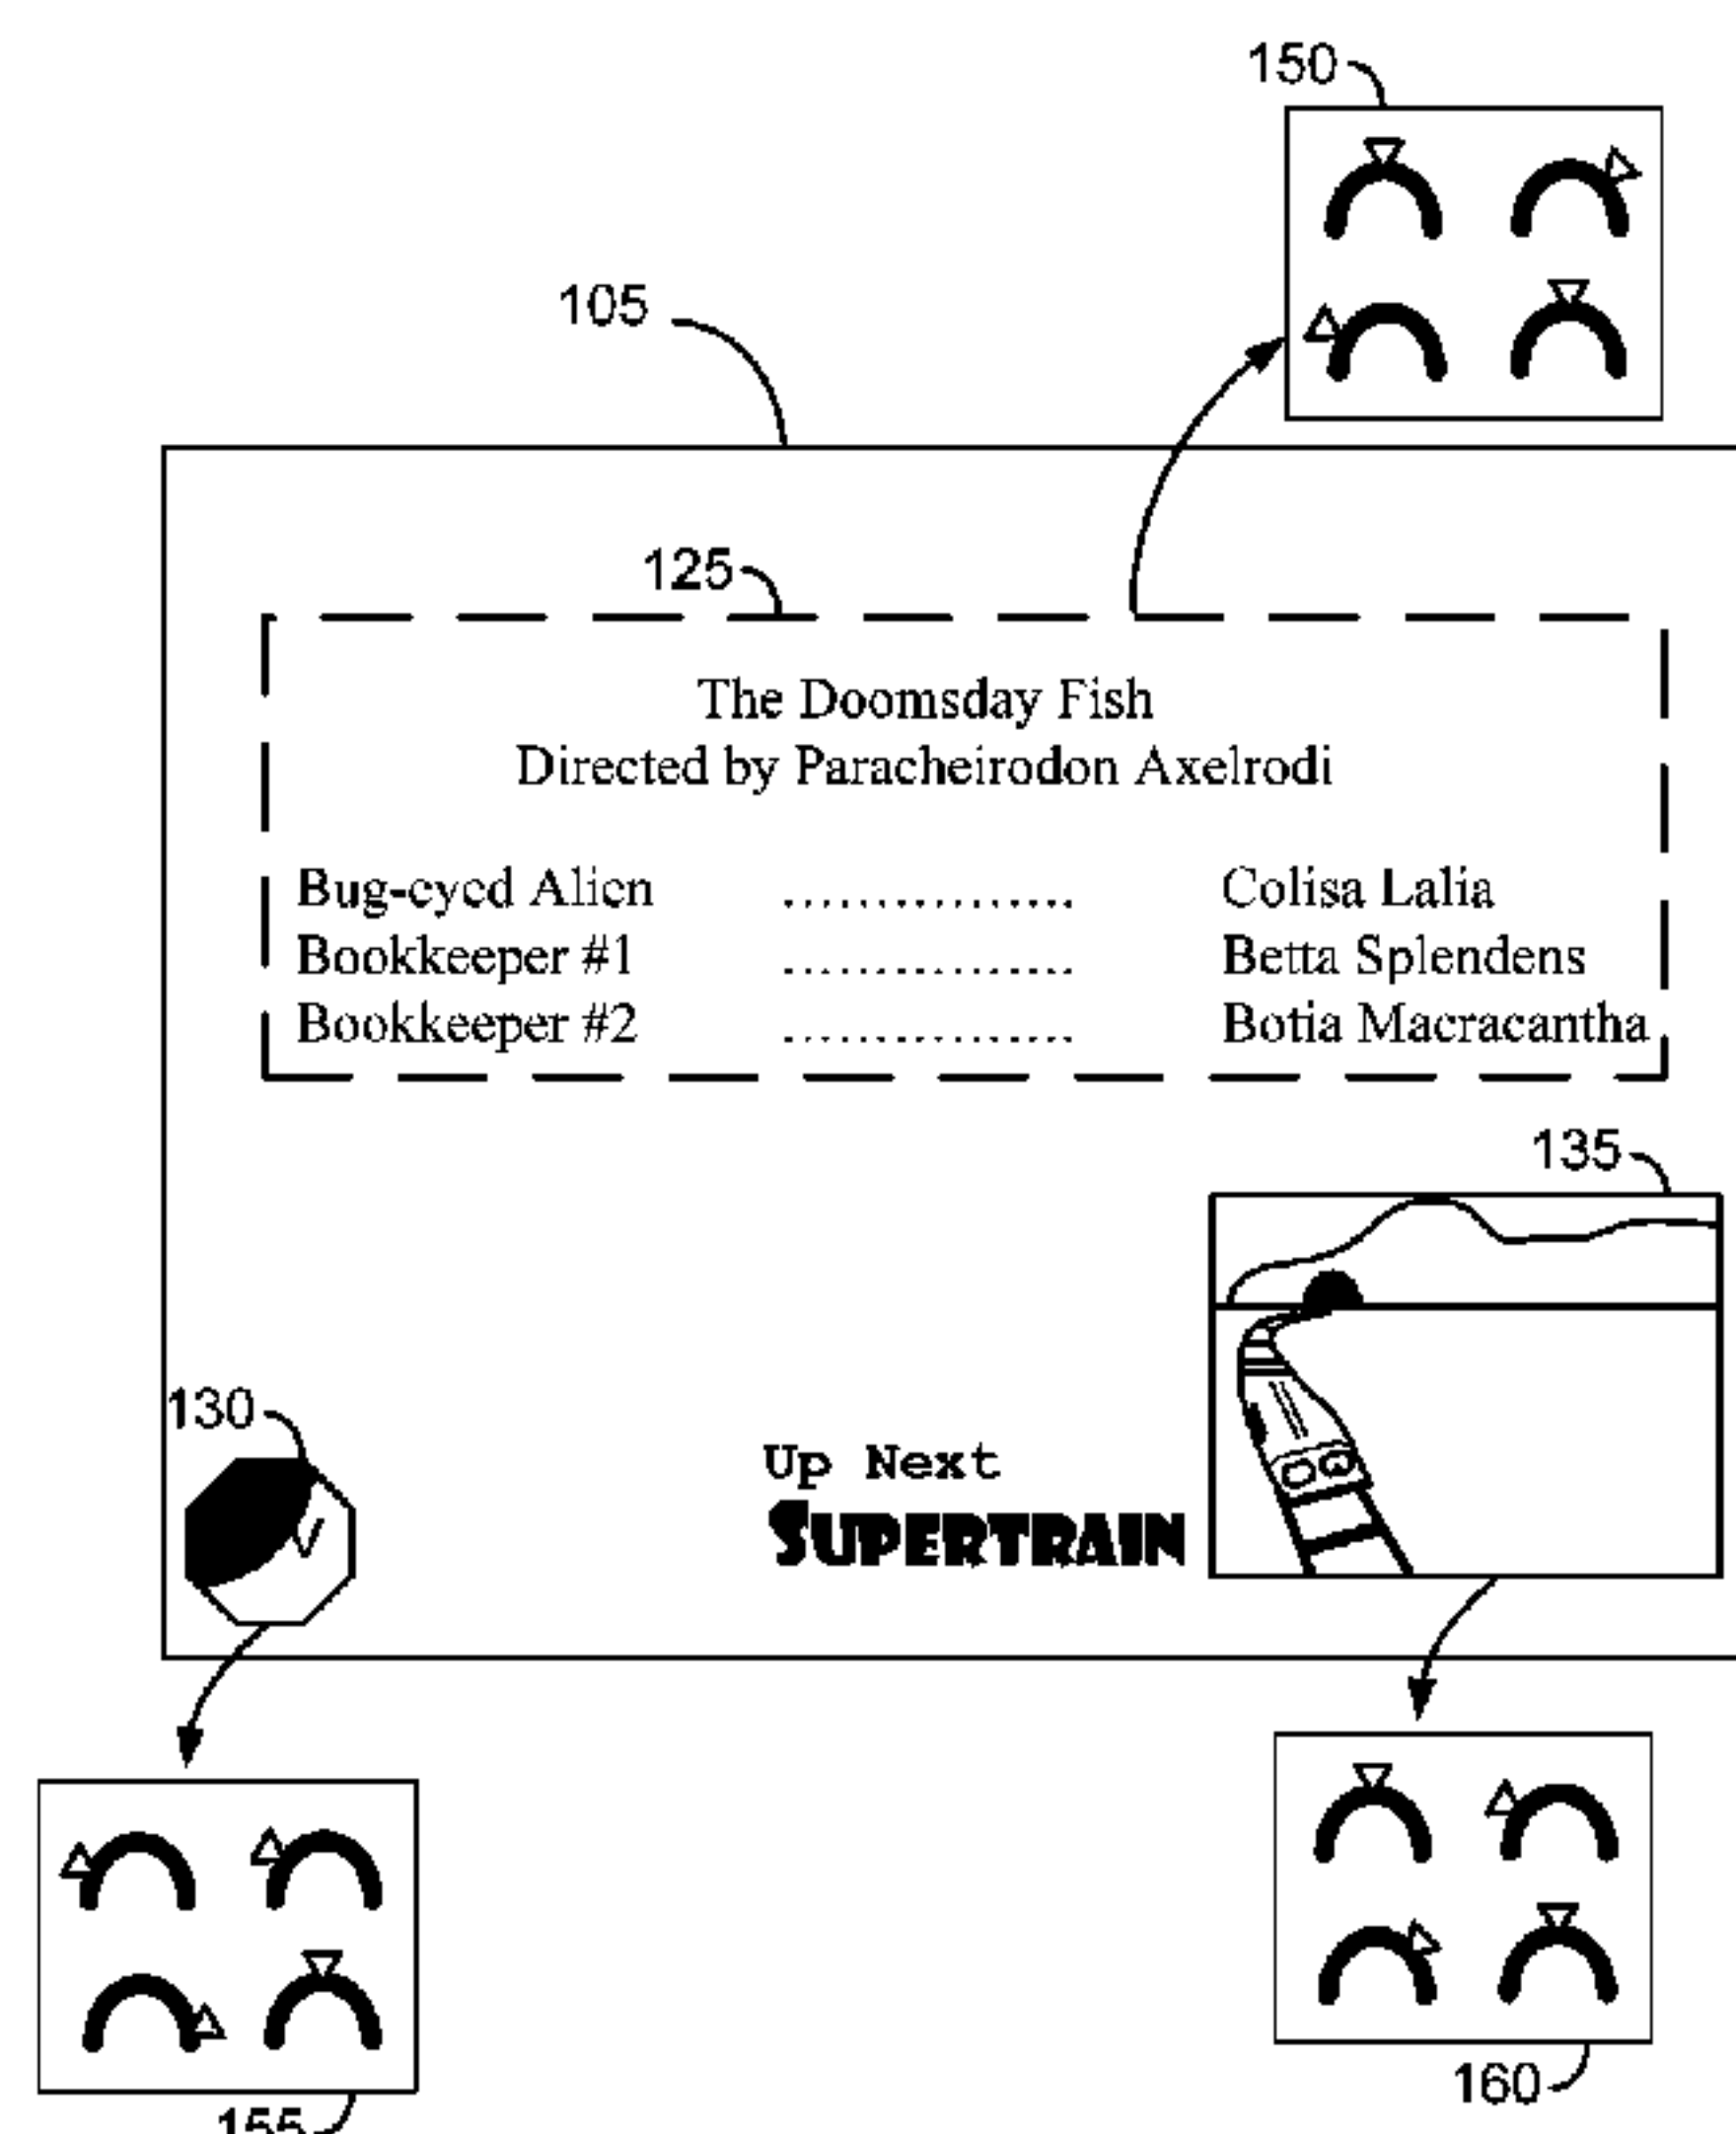 150
105
125
The Doomsday Fish
Directed by Paracheirodon Axelrodi
Bug-eyed Alien ................ Colisa Lalia
Bookkeeper #1 ................ Betta Splendens
Bookkeeper #2 ................ Botia Macracantha
135
130
V
Up Next
SUPERTRAIN
160
155